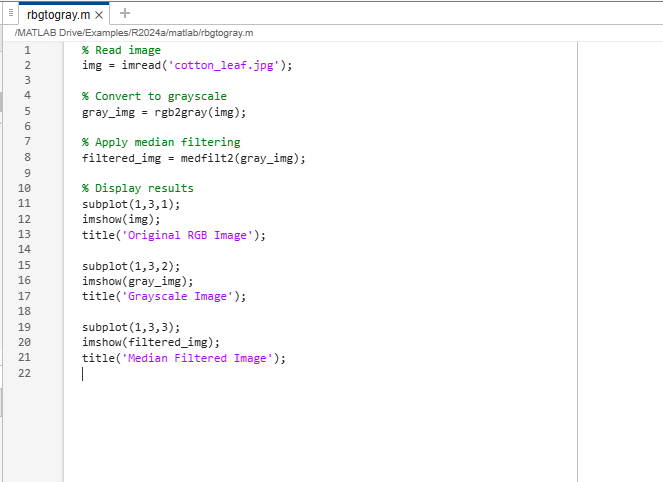 rbgtogray.m × +
/MATLAB Drive/Examples/R2024a/matlab/rbgtogray.m
1 % Read image
2 img = imread('cotton_leaf.jpg');
3
4 % Convert to grayscale
5 gray_img = rgb2gray(img);
6
7 % Apply median filtering
8 filtered_img = medfilt2(gray_img);
9
10 % Display results
11 subplot(1,3,1);
12 imshow(img);
13 title('Original RGB Image');
14
15 subplot(1,3,2);
16 imshow(gray_img);
17 title('Grayscale Image');
18
19 subplot(1,3,3);
20 imshow(filtered_img);
21 title('Median Filtered Image');
22